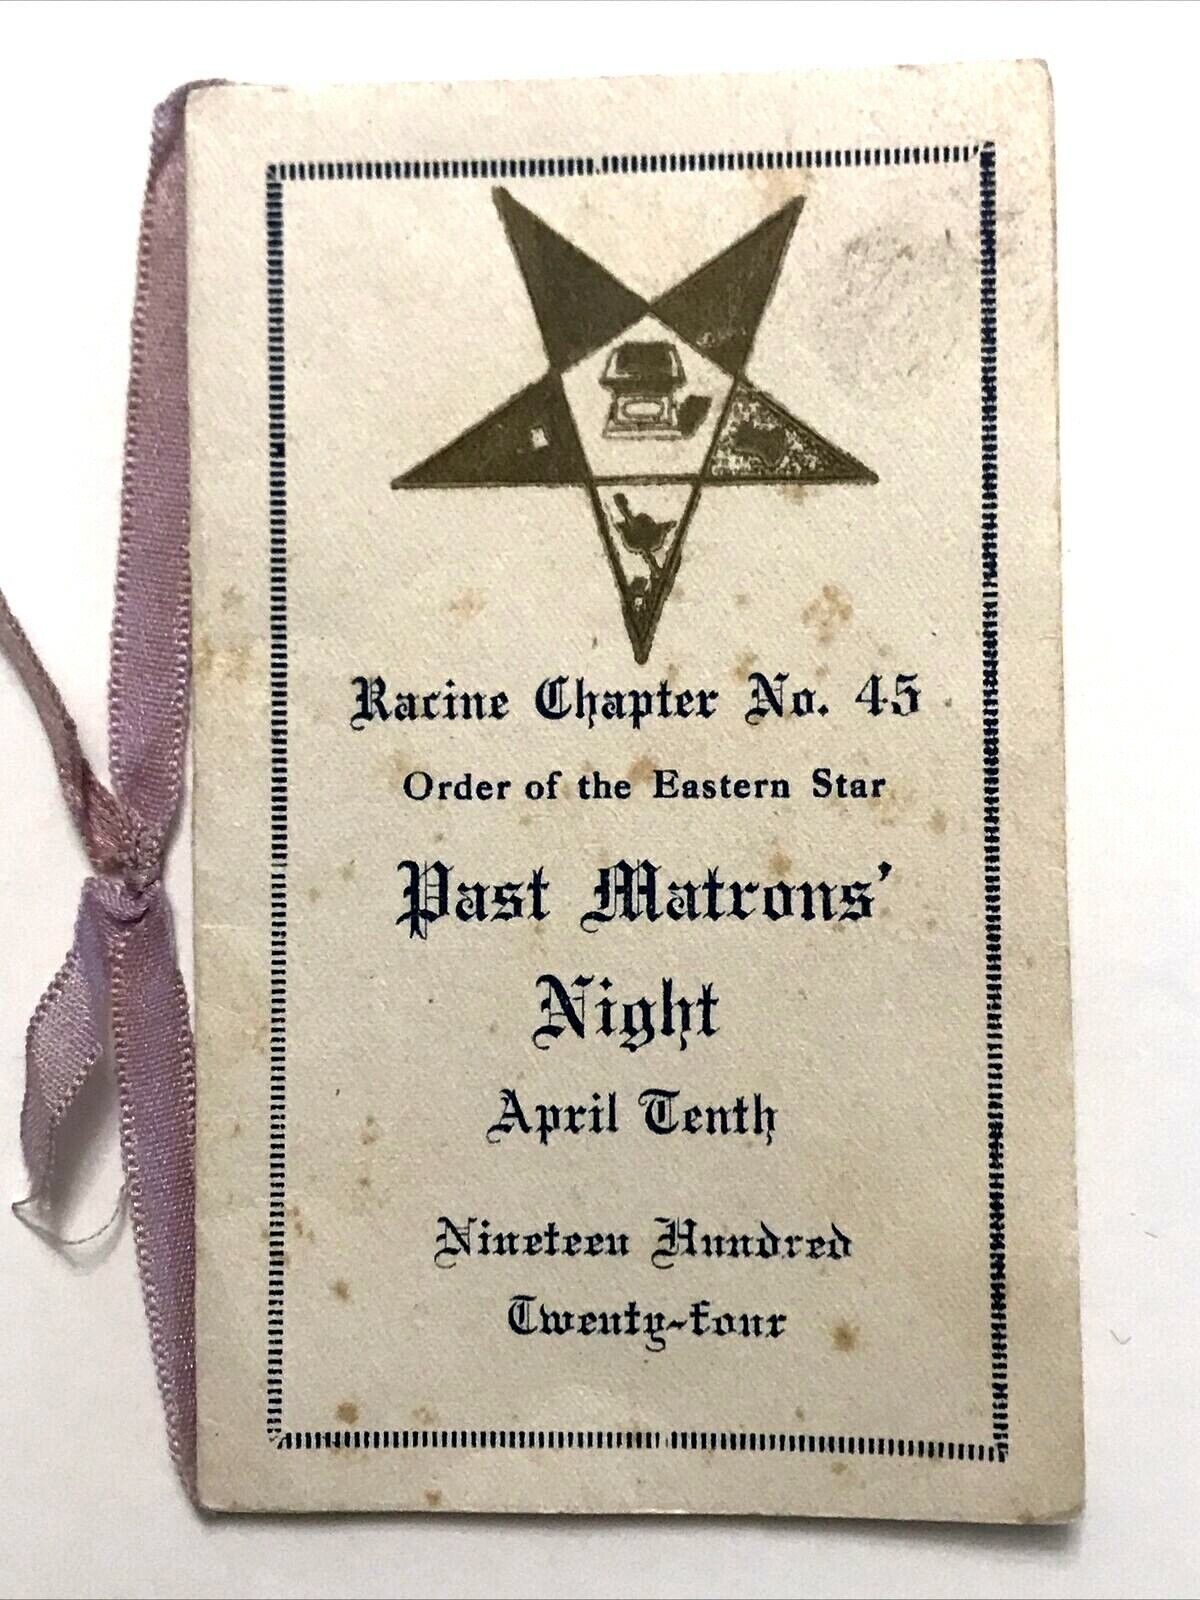 Racine Chapter No. 45
Order of the Eastern Star
Past Matrons'
Night
April Tenth
Nineteen Hundred
Twenty-four